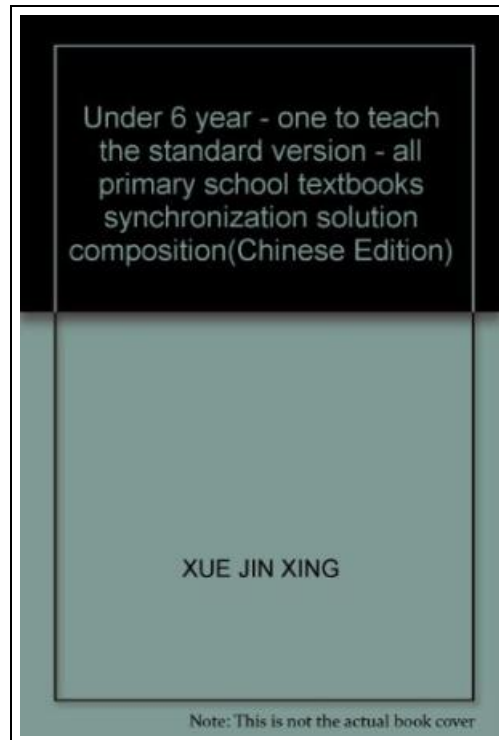 Under 6 year - one to teach
the standard version - all
primary school textbooks
synchronization solution
composition(Chinese Edition)
XUE JIN XING
Note: This is not the actual book cover